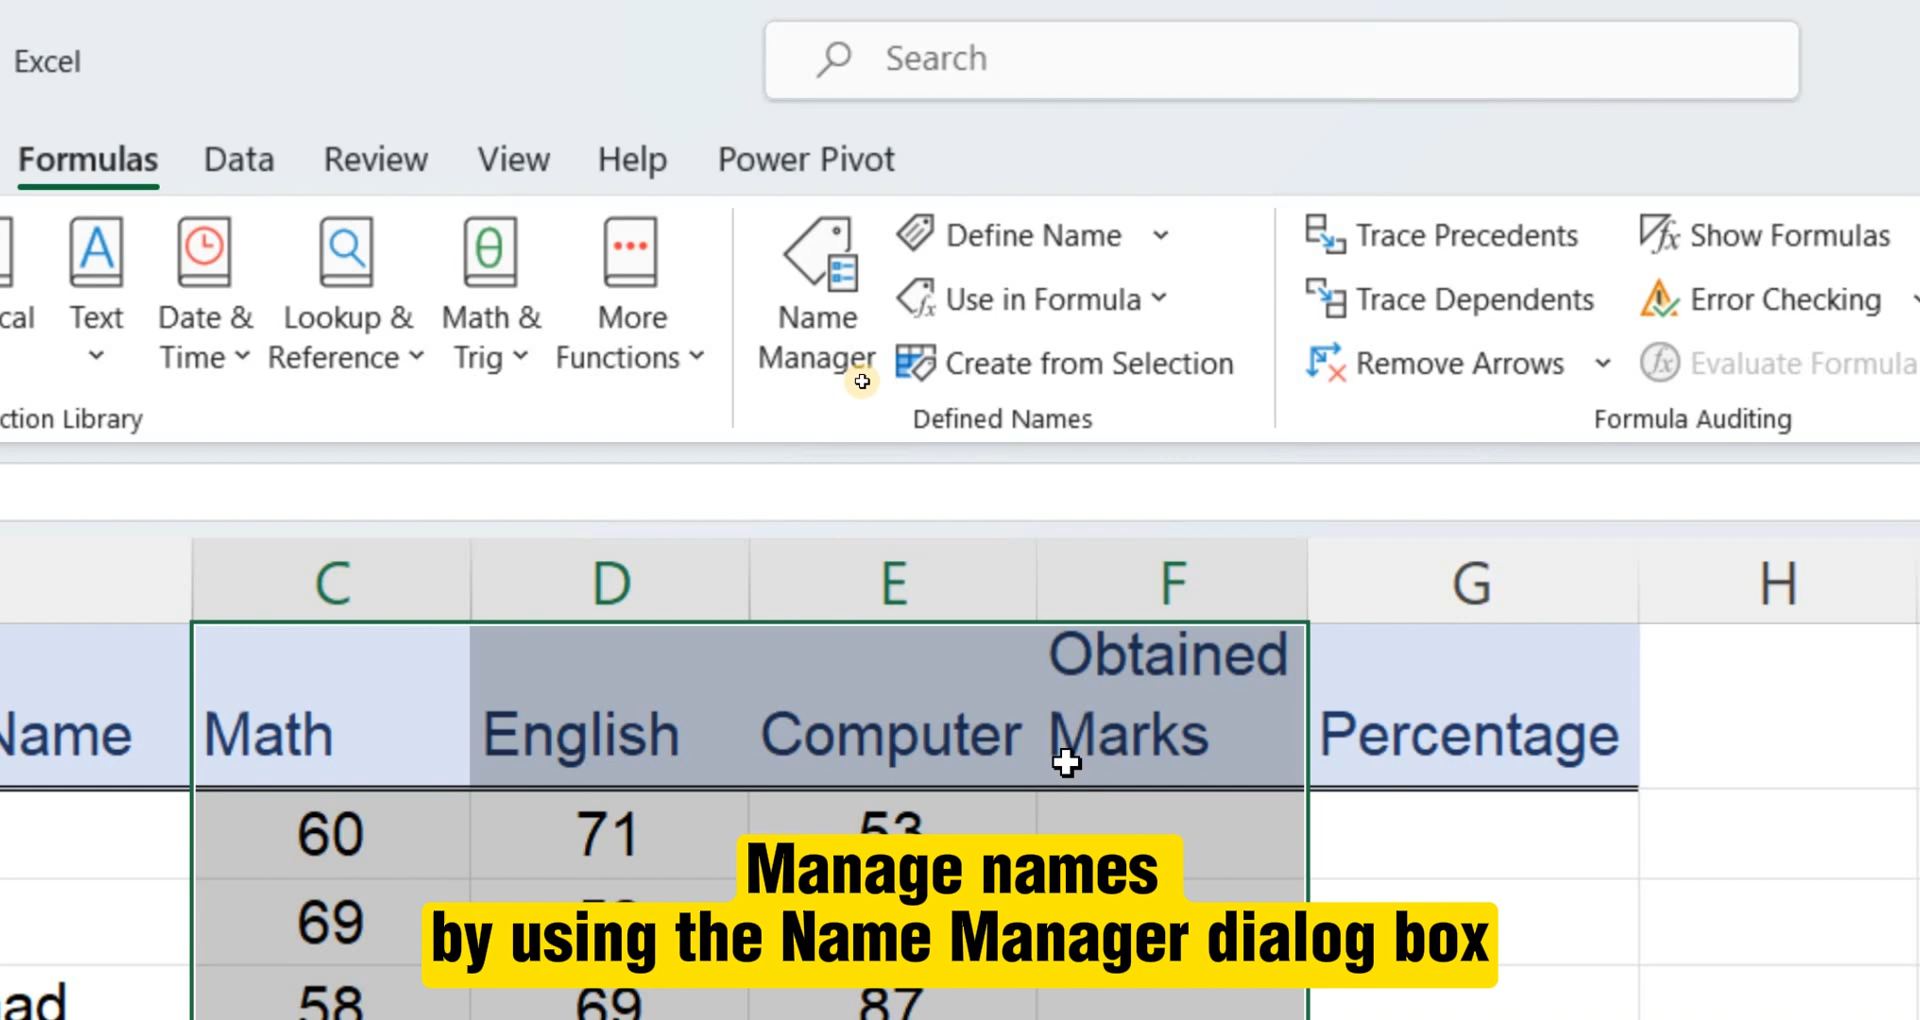 Excel
Search
Formulas Data Review View Help Power Pivot
Text
Date & Time
Lookup & Reference
Math & Trig
More Functions
Name Manager
Define Name
Use in Formula
Create from Selection
Trace Precedents
Trace Dependents
Remove Arrows
Show Formulas
Error Checking
Evaluate Formula
cal
ction Library
Defined Names
Formula Auditing
C D E F G H
Name Math English Computer Obtained Marks Percentage
60 71 53
69
58 69 87
Manage names
by using the Name Manager dialog box